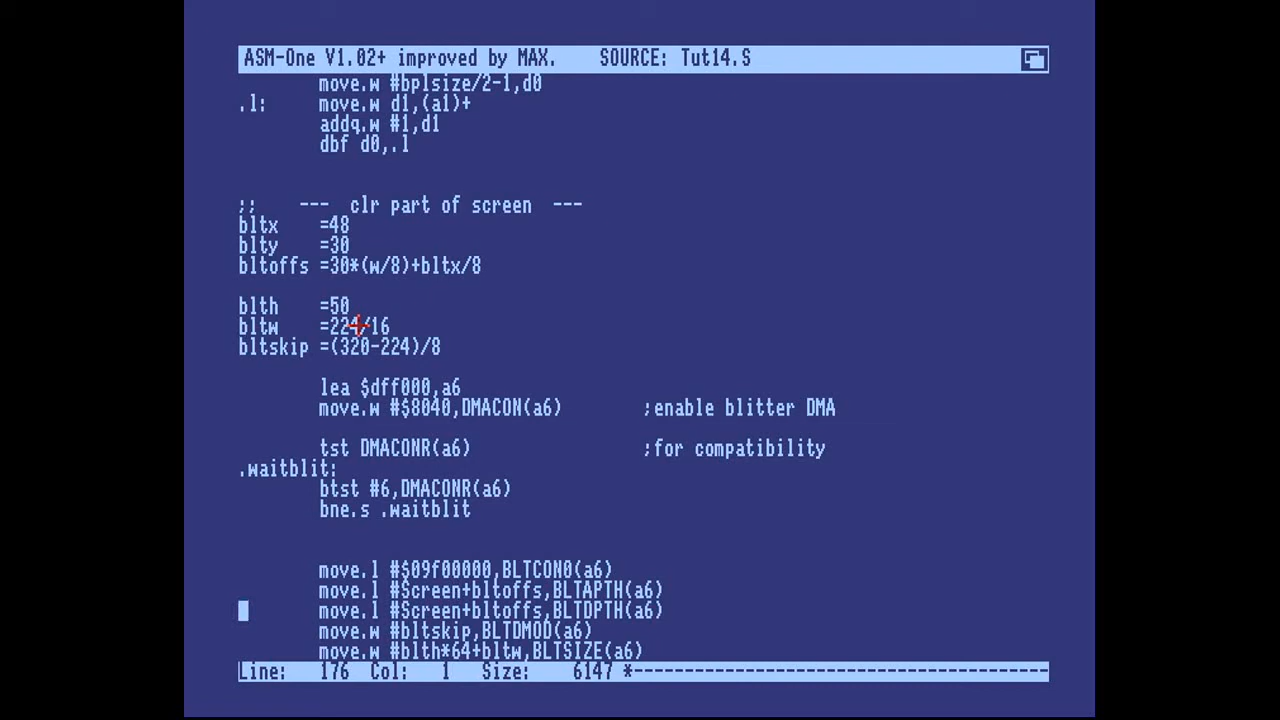 ASM-One V1.02+ improved by MAX. SOURCE: Tut14.S
move.w #bplsize/2-1,d0
.l: move.w d1,(a1)+
addq.w #1,d1
dbf d0,.l
;; --- clr part of screen ---
bltx =48
blty =30
bltoffs =30*(w/8)+bltx/8
blth =50
bltw =224/16
bltskip =(320-224)/8
lea $dff000,a6
move.w #$8040,DMACON(a6) ;enable blitter DMA
tst DMACONR(a6) ;for compatibility
.waitblit:
btst #6,DMACONR(a6)
bne.s .waitblit
move.l #$09f00000,BLTCON0(a6)
move.l #Screen+bltoffs,BLTAPTH(a6)
move.l #Screen+bltoffs,BLTDPTH(a6)
move.w #bltskip,BLTDMOD(a6)
move.w #blth*64+bltw,BLTSIZE(a6)
Line: 176 Col: 1 Size: 6147 *-----------------------------------------